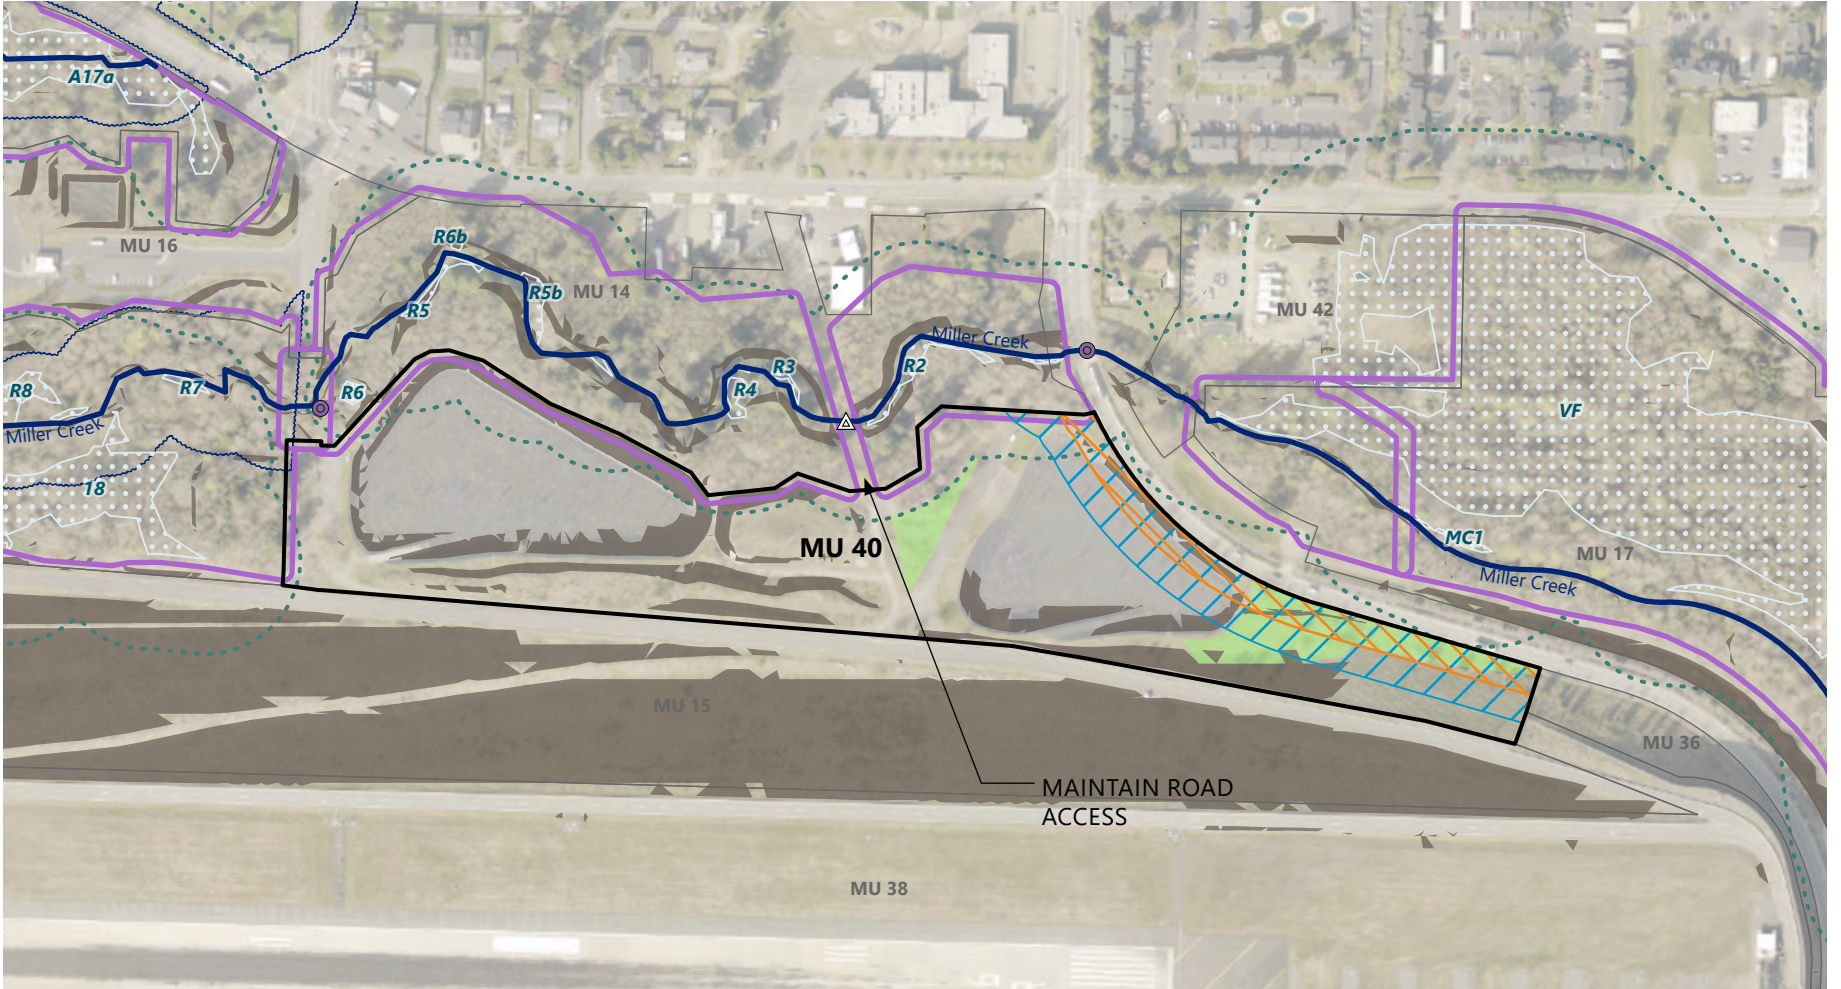 A17a
MU 16
R6b
R5b
MU 14
R5
MU 42
Miller Creek
R3
R2
R4
R8
R7
R6
VF
Miller Creek
18
MC1
MU 40
MU 17
Miller Creek
MU 15
MU 36
MAINTAIN ROAD
ACCESS
MU 38